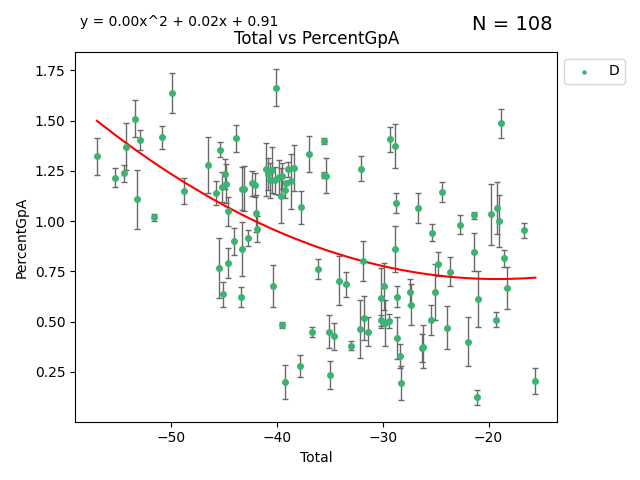 y = 0.00x^2 + 0.02x + 0.91
N = 108
Total vs PercentGpA
D
PercentGpA
1.75
1.50
1.25
1.00
0.75
0.50
0.25
−50
−40
−30
−20
Total